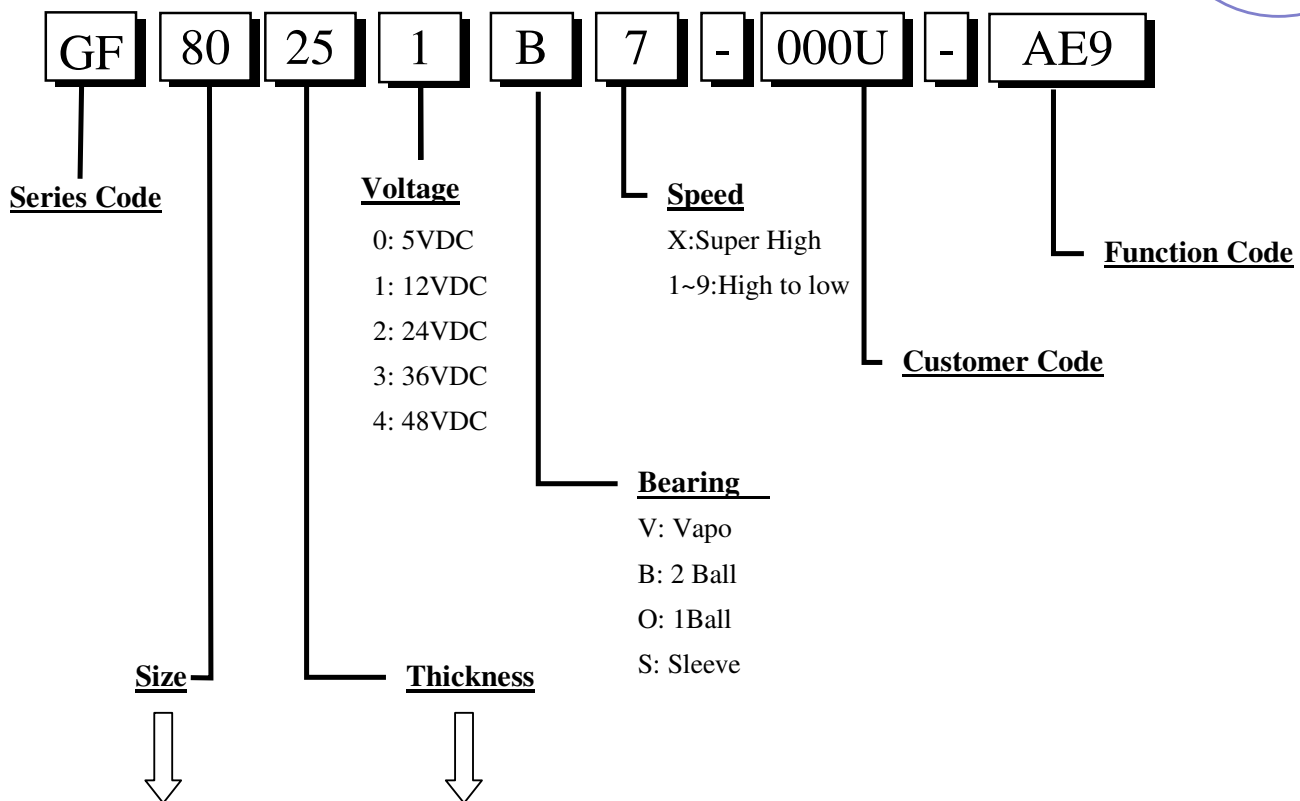 GF 80 25 1 B 7 - 000U - AE9
Series Code
Voltage
0: 5VDC
1: 12VDC
2: 24VDC
3: 36VDC
4: 48VDC
Speed
X:Super High
1~9:High to low
Function Code
Customer Code
Bearing
V: Vapo
B: 2 Ball
O: 1Ball
S: Sleeve
Size
Thickness